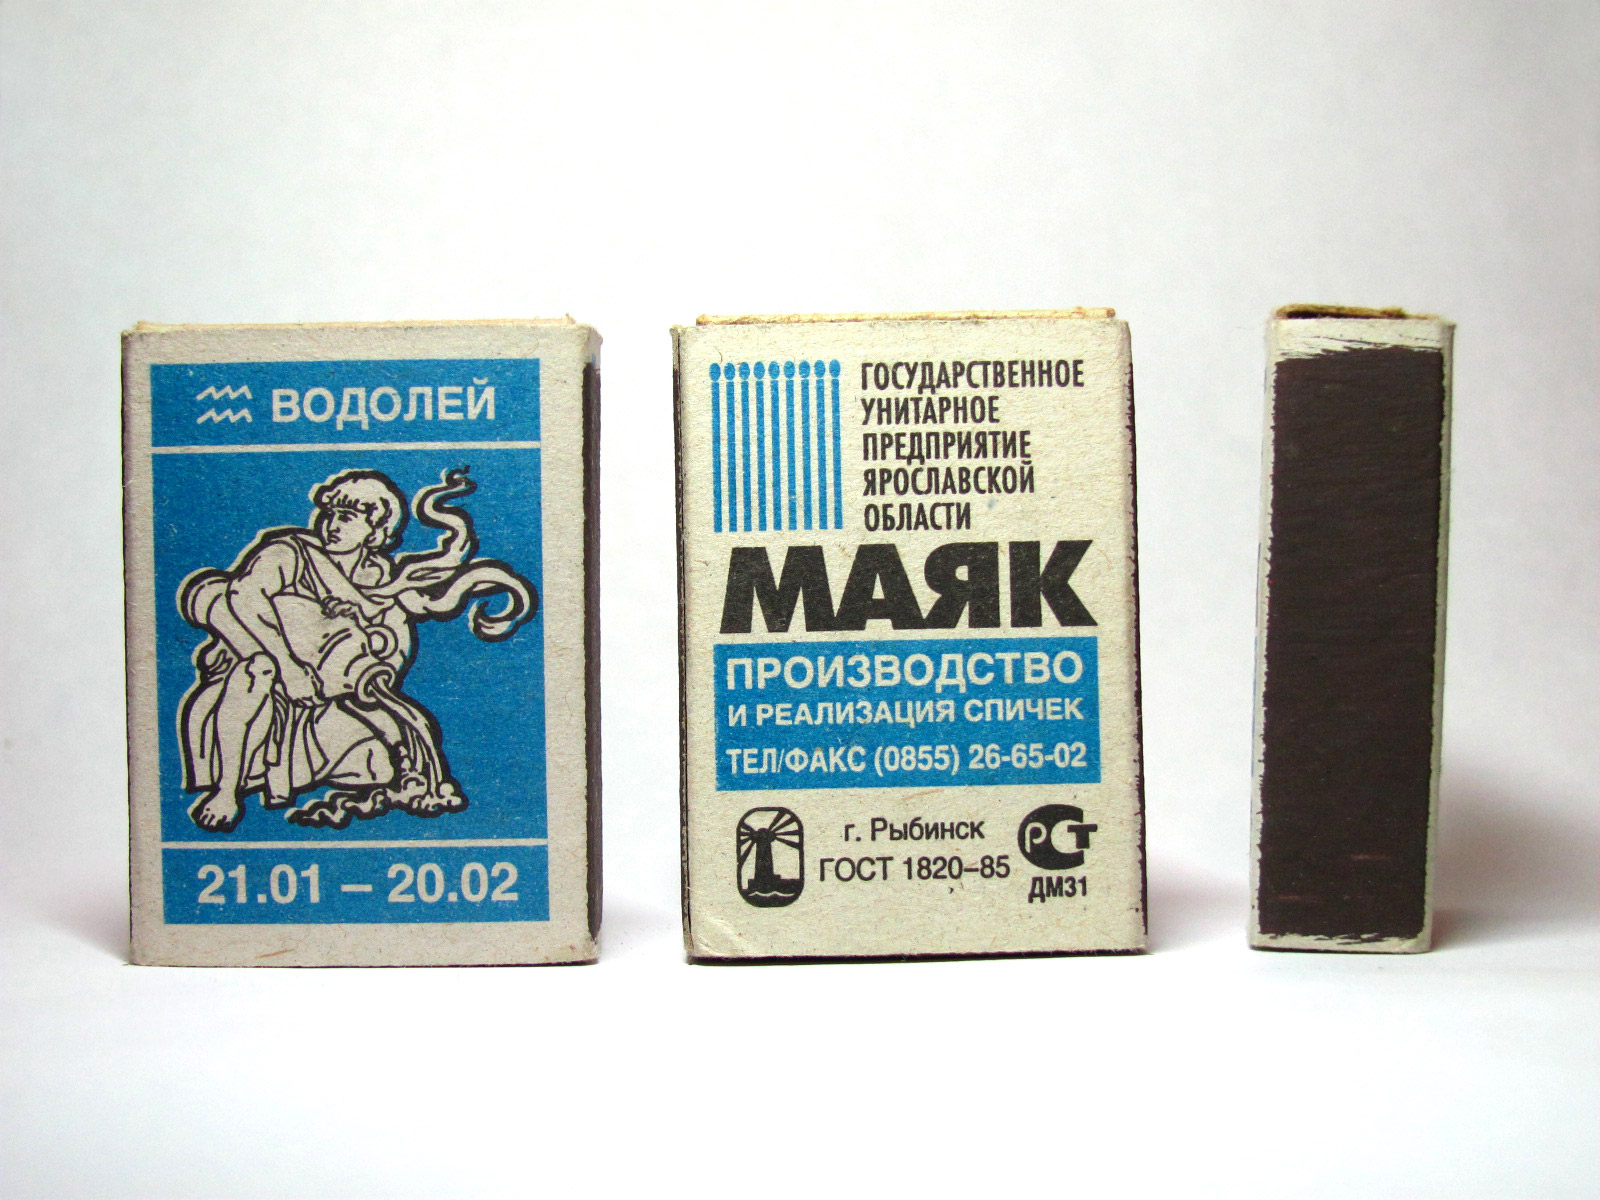 ВОДОЛЕЙ
21.01 – 20.02
ГОСУДАРСТВЕННОЕ
УНИТАРНОЕ
ПРЕДПРИЯТИЕ
ЯРОСЛАВСКОЙ
ОБЛАСТИ
МАЯК
ПРОИЗВОДСТВО
И РЕАЛИЗАЦИЯ СПИЧЕК
ТЕЛ/ФАКС (0855) 26-65-02
г. Рыбинск
ГОСТ 1820–85
РСТ
ДМ31